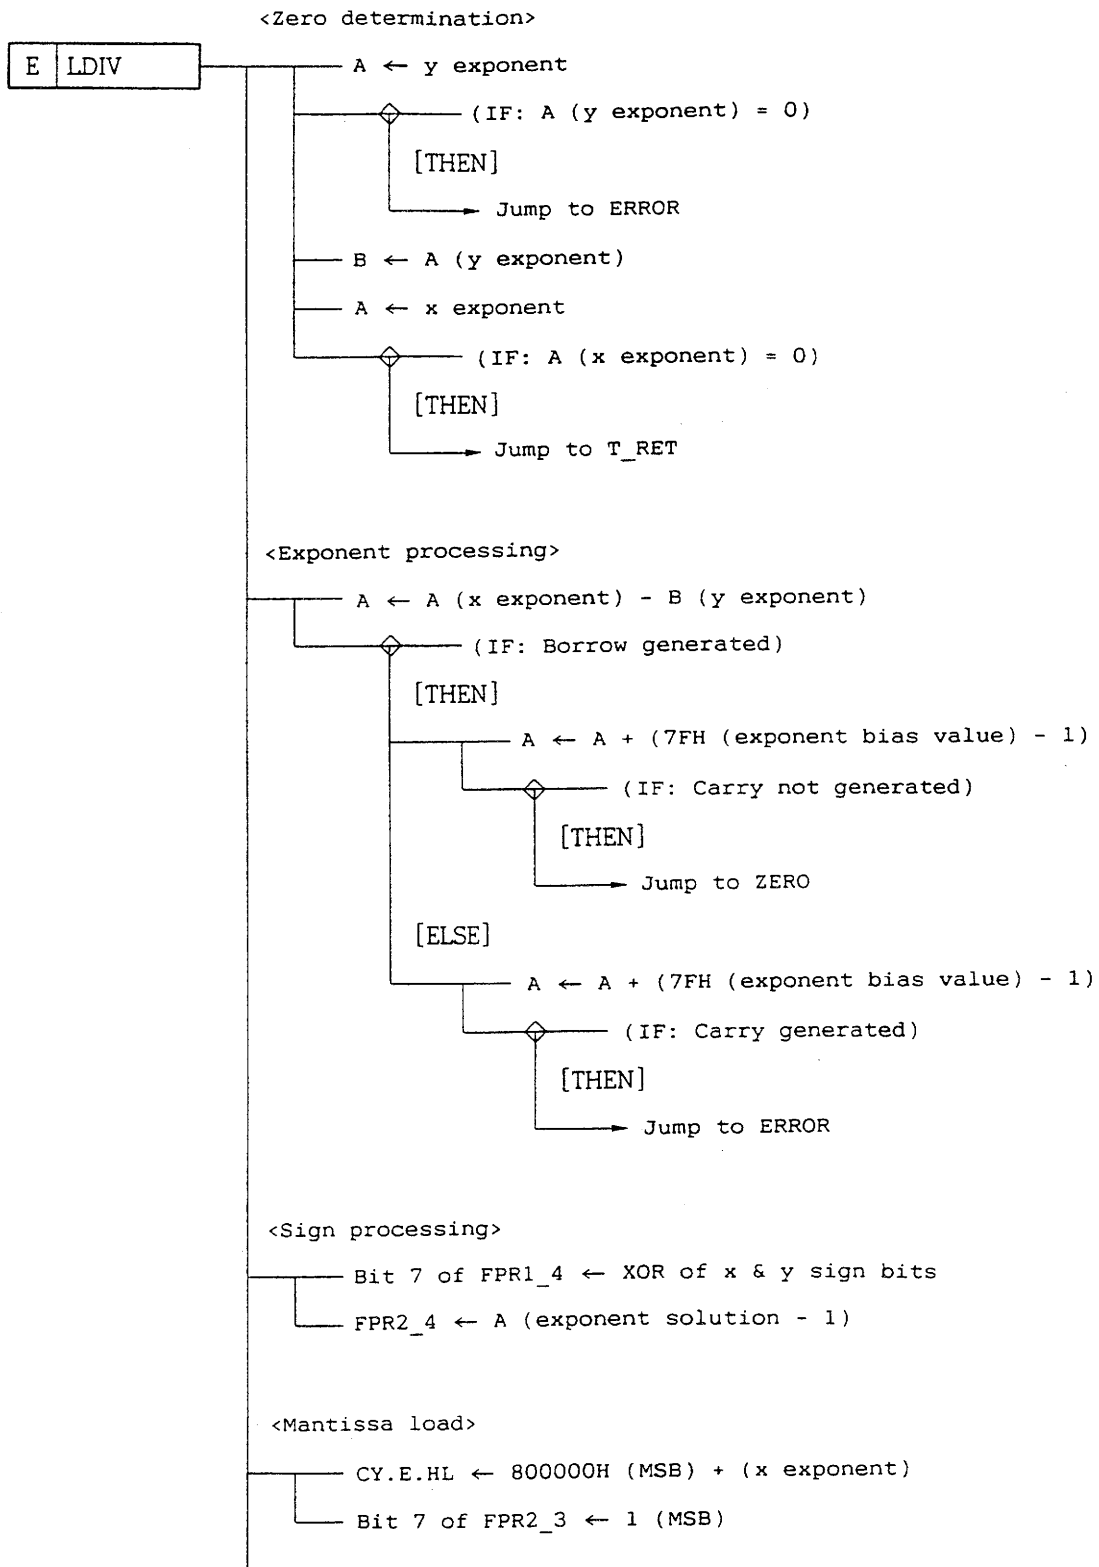 <Zero determination>
E LDIV
A ← y exponent
(IF: A (y exponent) = 0)
[THEN]
Jump to ERROR
B ← A (y exponent)
A ← x exponent
(IF: A (x exponent) = 0)
[THEN]
Jump to T_RET
<Exponent processing>
A ← A (x exponent) - B (y exponent)
(IF: Borrow generated)
[THEN]
A ← A + (7FH (exponent bias value) - 1)
(IF: Carry not generated)
[THEN]
Jump to ZERO
[ELSE]
A ← A + (7FH (exponent bias value) - 1)
(IF: Carry generated)
[THEN]
Jump to ERROR
<Sign processing>
Bit 7 of FPR1_4 ← XOR of x & y sign bits
FPR2_4 ← A (exponent solution - 1)
<Mantissa load>
CY.E.HL ← 800000H (MSB) + (x exponent)
Bit 7 of FPR2_3 ← 1 (MSB)